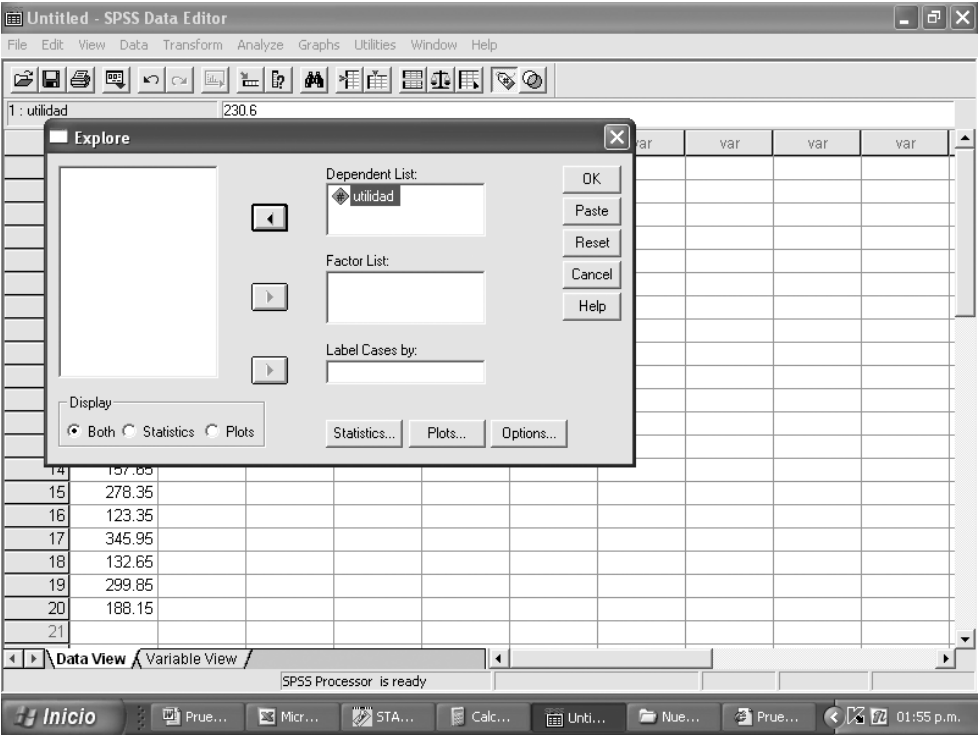 Untitled - SPSS Data Editor
File Edit View Data Transform Analyze Graphs Utilities Window Help
1 : utilidad 230.6
Explore
var var var var
Dependent List:
utilidad
OK
Paste
Reset
Cancel
Help
Factor List:
Label Cases by:
Display
Both Statistics Plots
Statistics... Plots... Options...
14 157.65
15 278.35
16 123.35
17 345.95
18 132.65
19 299.85
20 188.15
21
Data View Variable View
SPSS Processor is ready
Inicio Prue... Micr... STA... Calc... Unti... Nue... Prue... 01:55 p.m.